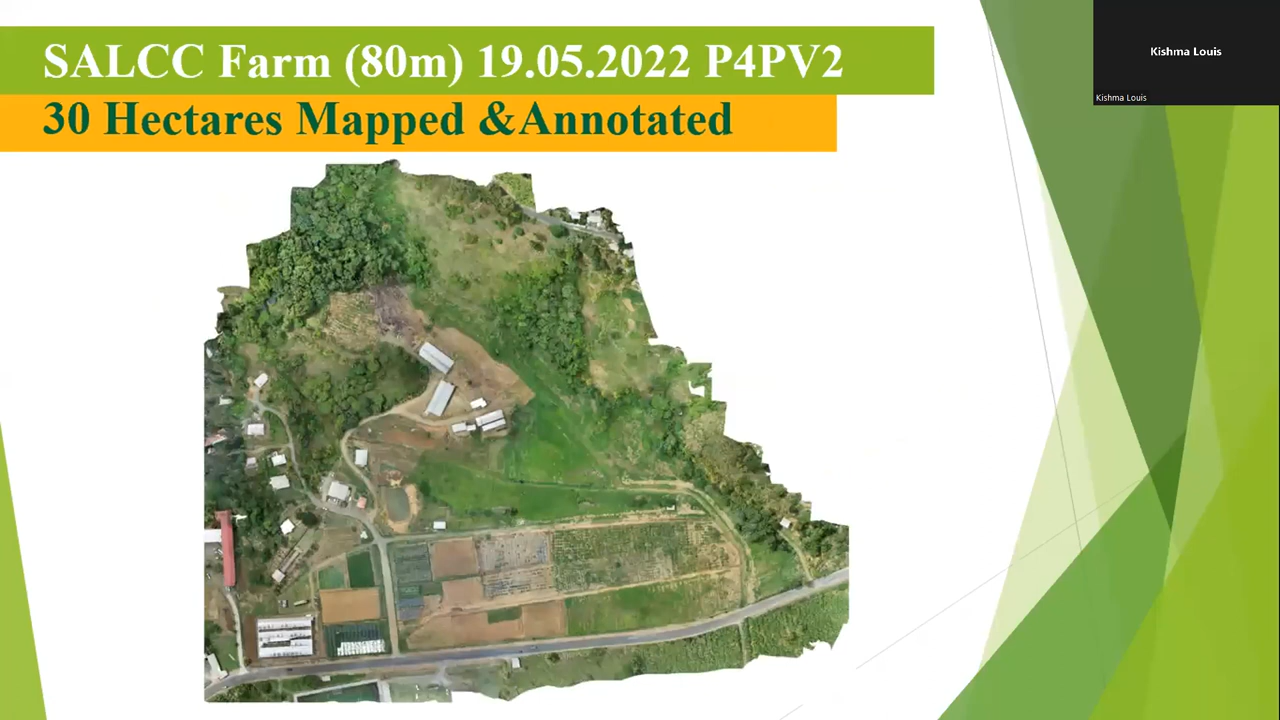 SALCC Farm (80m) 19.05.2022 P4PV2
30 Hectares Mapped &Annotated
Kishma Louis
Kishma Louis